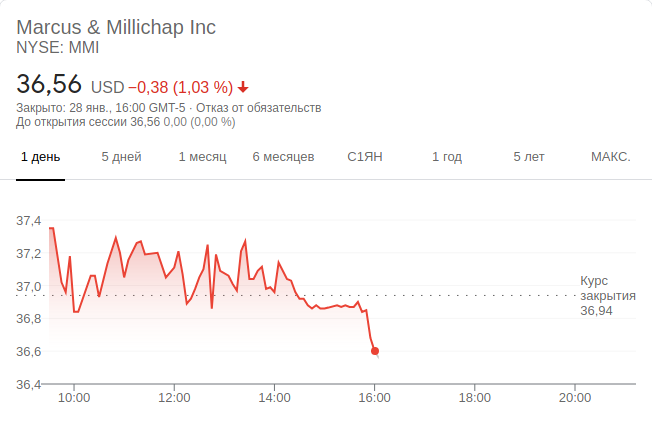 Marcus & Millichap Inc
NYSE: MMI
36,56 USD −0,38 (1,03 %)
Закрыто: 28 янв., 16:00 GMT-5 · Отказ от обязательств
До открытия сессии 36,56 0,00 (0,00 %)
1 день 5 дней 1 месяц 6 месяцев С1ЯН 1 год 5 лет МАКС.
37,4
37,2
37,0
36,8
36,6
36,4
Курс
закрытия
36,94
10:00 12:00 14:00 16:00 18:00 20:00